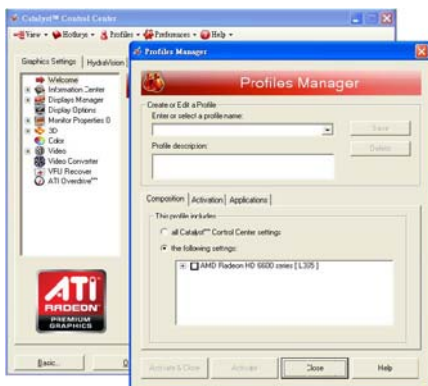 Catalyst™ Control Center
View Hotkeys Profiles Preferences Help
Graphics Settings HydraVision
Welcome
Information Center
Displays Manager
Display Options
Monitor Properties 0
3D
Color
Video
Video Converter
VPU Recover
ATI Overdrive™
ATI
RADEON
PREMIUM
GRAPHICS
Basic...
Profiles Manager
Profiles Manager
Create or Edit a Profile
Enter or select a profile name:
Save
Profile description:
Delete
Composition Activation Applications
This profile includes
all Catalyst™ Control Center settings
the following settings:
AMD Radeon HD 6600 series [ L335 ]
Activate & Close Activate Close Help